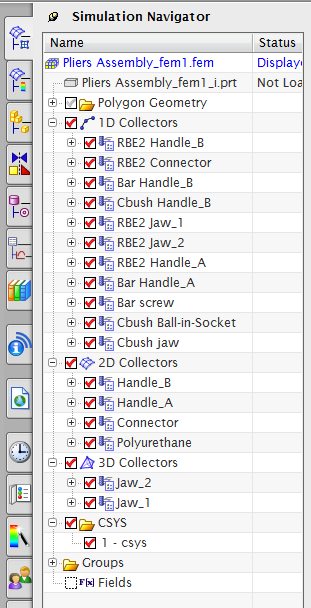 Simulation Navigator
Name Status
Pliers Assembly_fem1.fem Displaye
Pliers Assembly_fem1_i.prt Not Loa
Polygon Geometry
1D Collectors
RBE2 Handle_B
RBE2 Connector
Bar Handle_B
Cbush Handle_B
RBE2 Jaw_1
RBE2 Jaw_2
RBE2 Handle_A
Bar Handle_A
Bar screw
Cbush Ball-in-Socket
Cbush jaw
2D Collectors
Handle_B
Handle_A
Connector
Polyurethane
3D Collectors
Jaw_2
Jaw_1
CSYS
1 - csys
Groups
Fields